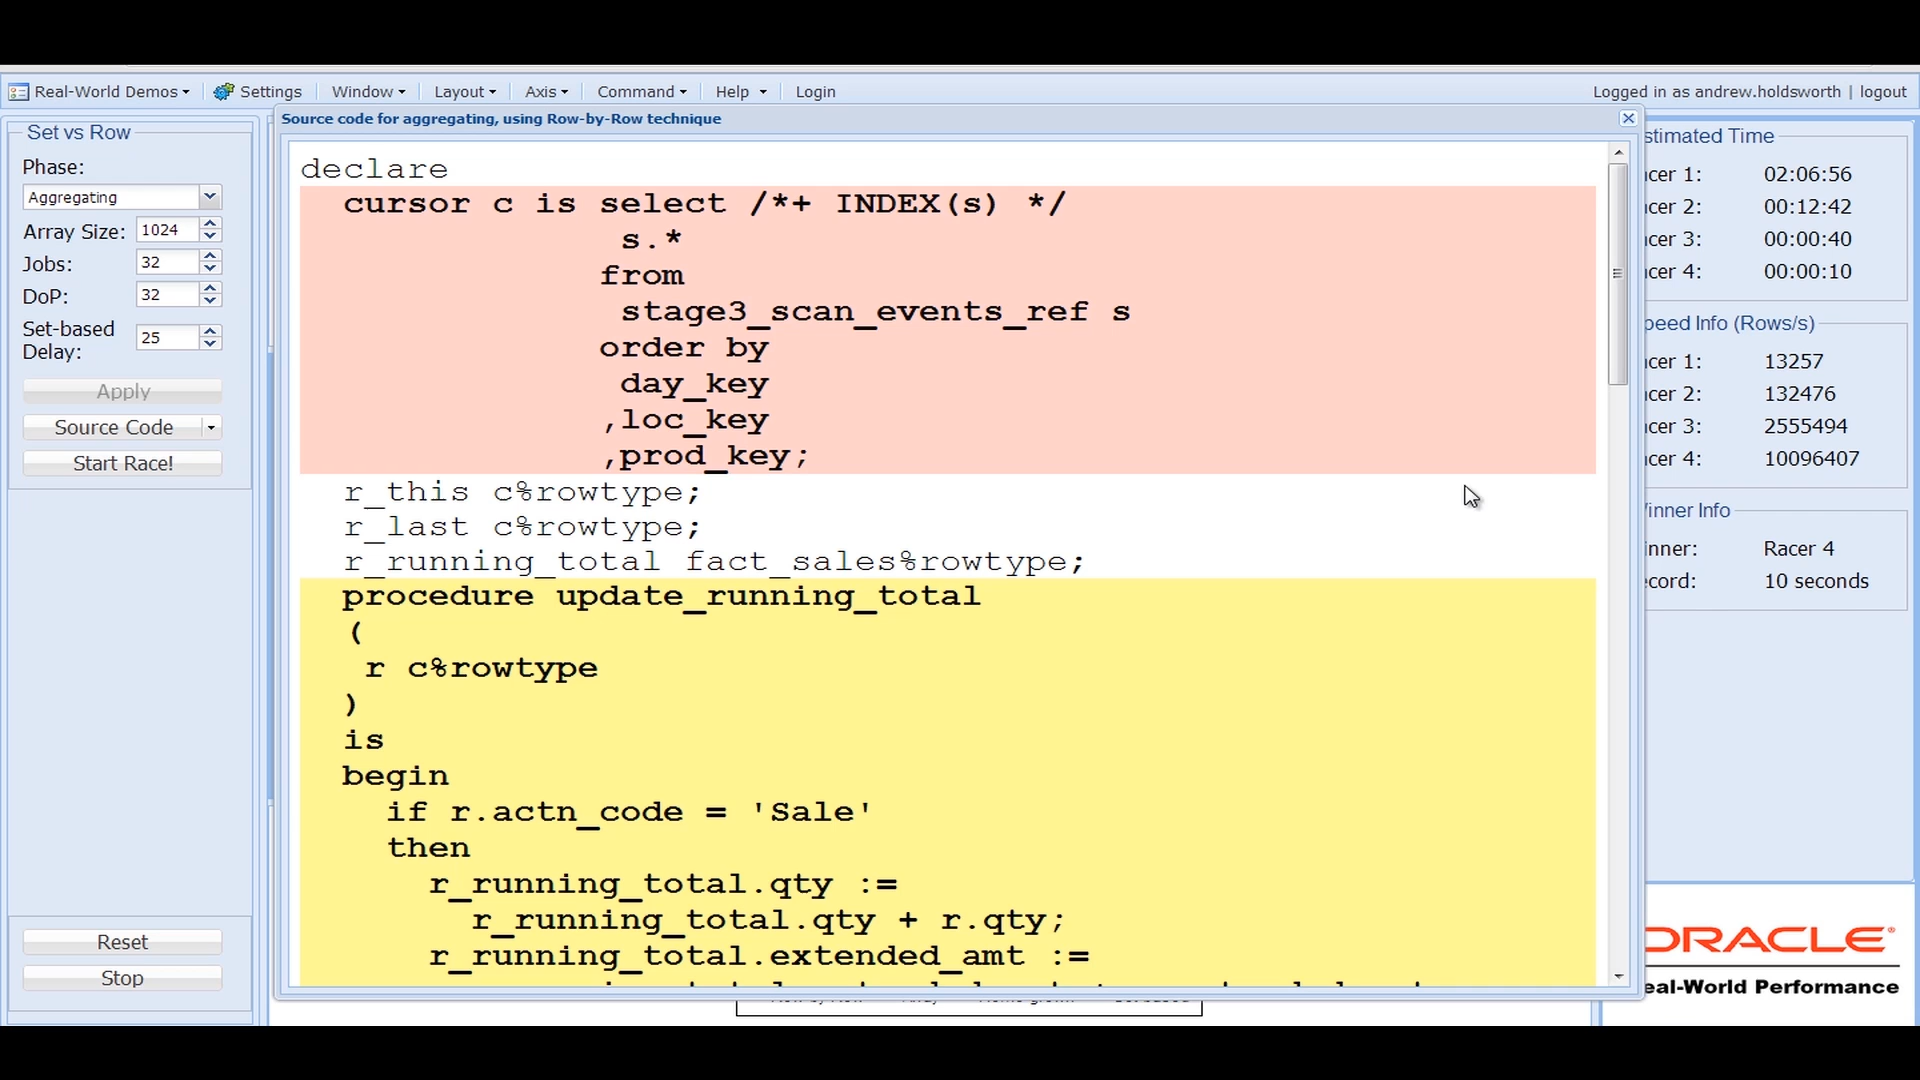 Real-World Demos Settings Window Layout Axis Command Help Login Logged in as andrew.holdsworth | logout
Set vs Row
Phase:
Aggregating
Array Size: 1024
Jobs: 32
DoP: 32
Set-based
Delay: 25
Apply
Source Code
Start Race!
Reset
Stop
Source code for aggregating, using Row-by-Row technique
declare
cursor c is select /*+ INDEX(s) */
s.*
from
stage3_scan_events_ref s
order by
day_key
,loc_key
,prod_key;
r_this c%rowtype;
r_last c%rowtype;
r_running_total fact_sales%rowtype;
procedure update_running_total
(
r c%rowtype
)
is
begin
if r.actn_code = 'Sale'
then
r_running_total.qty :=
r_running_total.qty + r.qty;
r_running_total.extended_amt :=
stimated Time
cer 1: 02:06:56
cer 2: 00:12:42
cer 3: 00:00:40
cer 4: 00:00:10
peed Info (Rows/s)
cer 1: 13257
cer 2: 132476
cer 3: 2555494
cer 4: 10096407
inner Info
nner: Racer 4
cord: 10 seconds
ORACLE
eal-World Performance